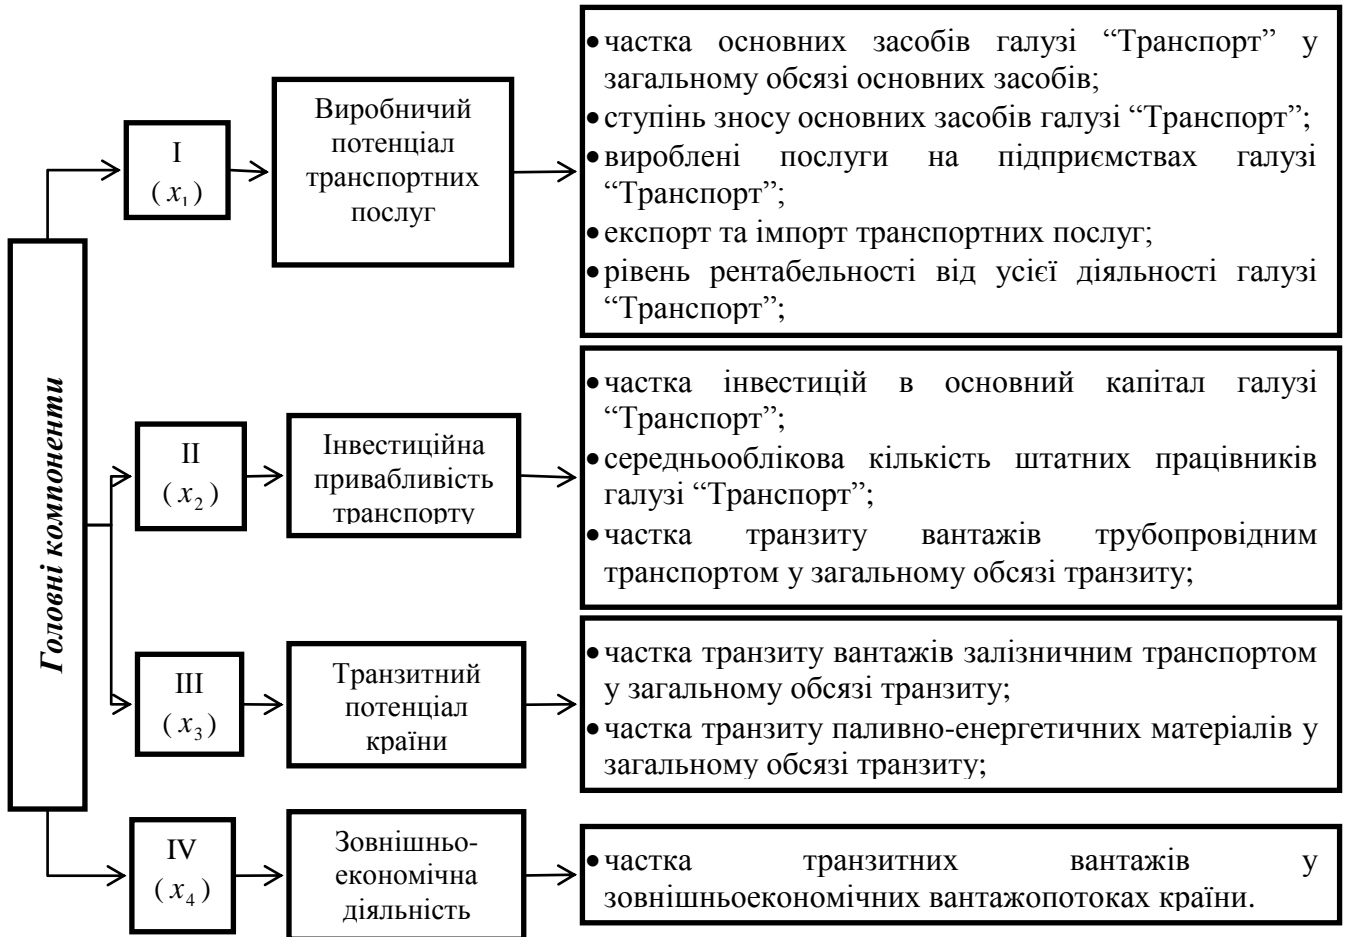 Головні компоненти
I
(x₁)
Виробничий
потенціал
транспортних
послуг
•частка основних засобів галузі “Транспорт” у
загальному обсязі основних засобів;
•ступінь зносу основних засобів галузі “Транспорт”;
•вироблені послуги на підприємствах галузі
“Транспорт”;
•експорт та імпорт транспортних послуг;
•рівень рентабельності від усієї діяльності галузі
“Транспорт”;
II
(x₂)
Інвестиційна
привабливість
транспорту
•частка інвестицій в основний капітал галузі
“Транспорт”;
•середньооблікова кількість штатних працівників
галузі “Транспорт”;
•частка транзиту вантажів трубопровідним
транспортом у загальному обсязі транзиту;
III
(x₃)
Транзитний
потенціал
країни
•частка транзиту вантажів залізничним транспортом
у загальному обсязі транзиту;
•частка транзиту паливно-енергетичних матеріалів у
загальному обсязі транзиту;
IV
(x₄)
Зовнішньо-
економічна
діяльність
•частка транзитних вантажів у
зовнішньоекономічних вантажопотоках країни.